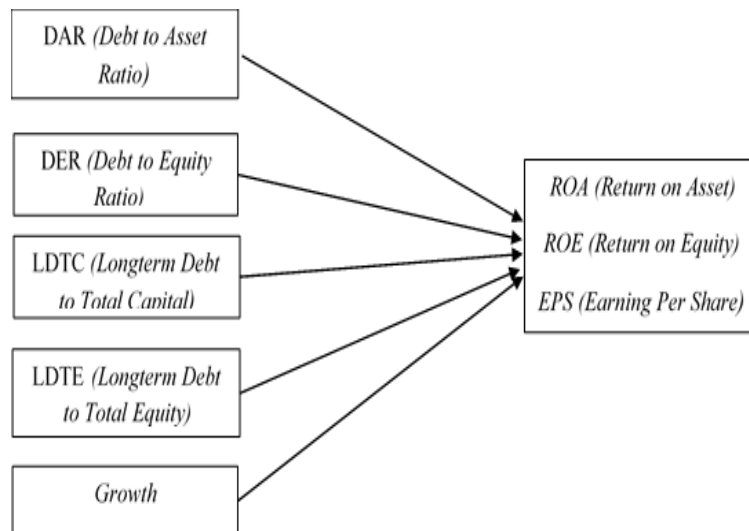 DAR (Debt to Asset
Ratio)
DER (Debt to Equity
Ratio)
LDTC (Longterm Debt
to Total Capital)
LDTE (Longterm Debt
to Total Equity)
Growth
ROA (Return on Asset)
ROE (Return on Equity)
EPS (Earning Per Share)